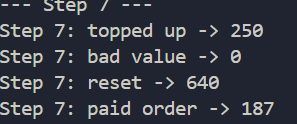 --- Step 7 ---
Step 7: topped up -> 250
Step 7: bad value -> 0
Step 7: reset -> 640
Step 7: paid order -> 187